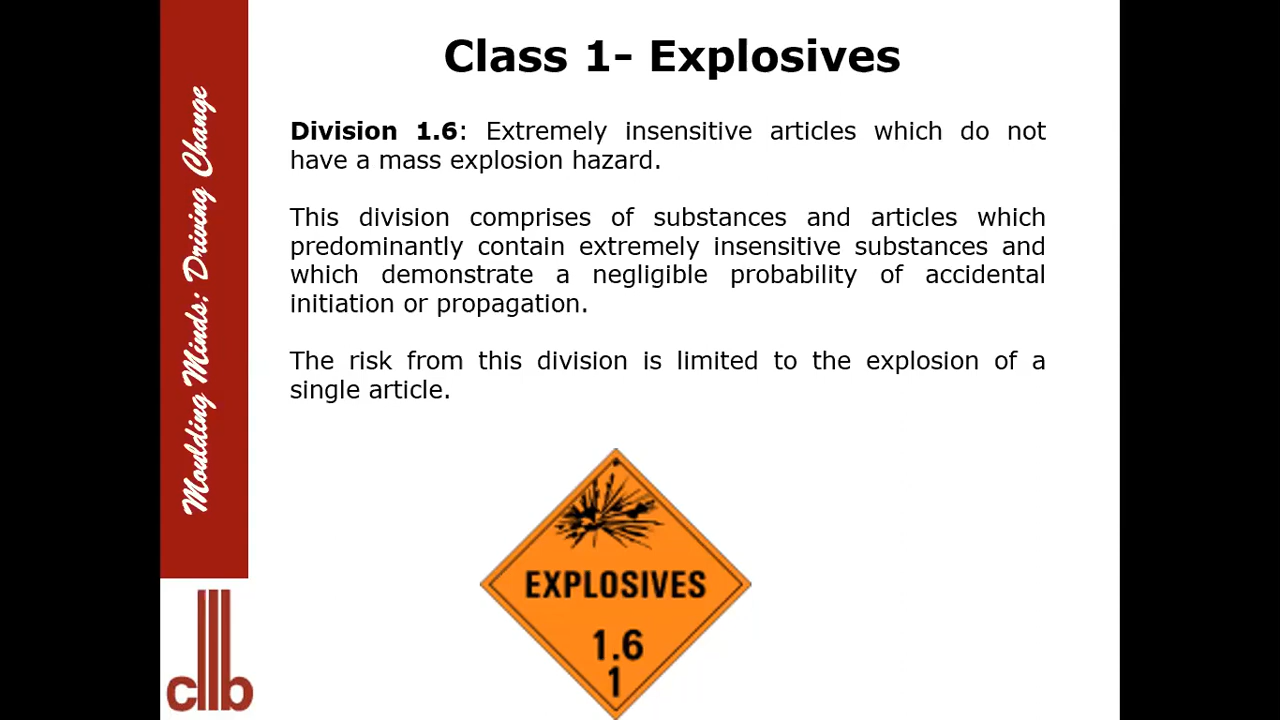 Class 1- Explosives
Division 1.6: Extremely insensitive articles which do not
have a mass explosion hazard.
This division comprises of substances and articles which
predominantly contain extremely insensitive substances and
which demonstrate a negligible probability of accidental
initiation or propagation.
The risk from this division is limited to the explosion of a
single article.
Moulding Minds; Driving Change
EXPLOSIVES
1.6
1
cllb